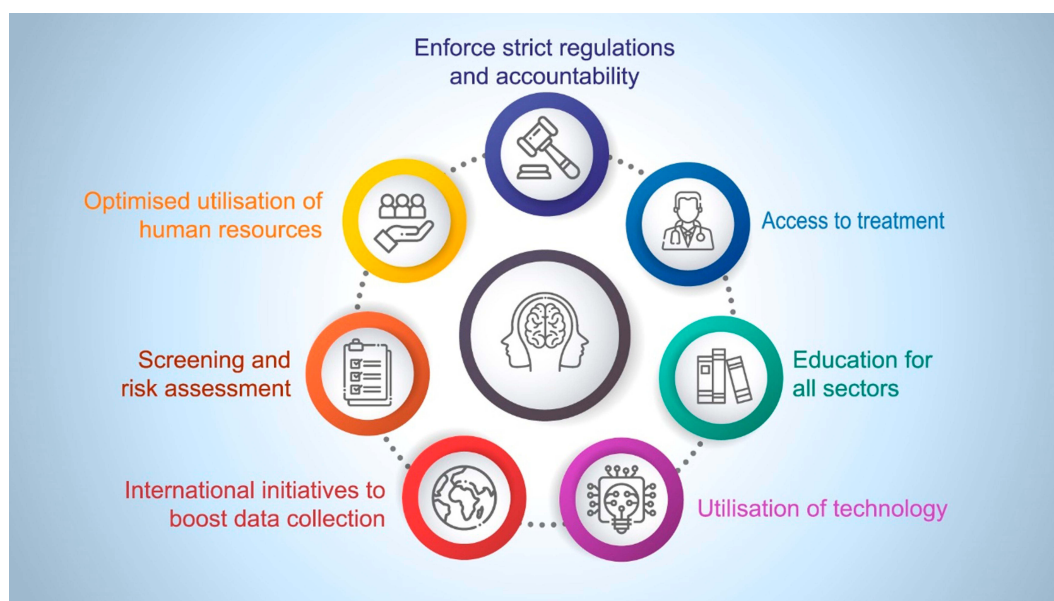 Enforce strict regulations
and accountability
Access to treatment
Education for
all sectors
Utilisation of technology
International initiatives to
boost data collection
Screening and
risk assessment
Optimised utilisation of
human resources